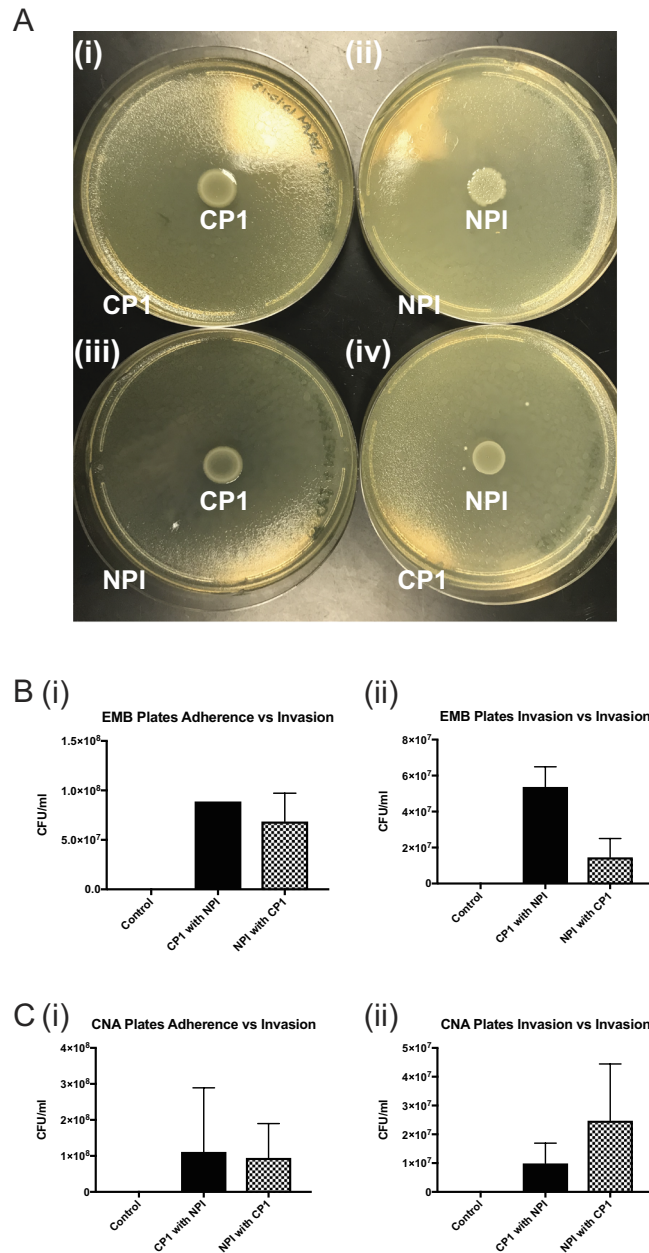 A
(i)
(ii)
CP1
NPI
CP1
NPI
(iii)
(iv)
CP1
NPI
NPI
CP1
B (i)
(ii)
EMB Plates Adherence vs Invasion
1.5×10⁸
1.0×10⁸
5.0×10⁷
0.0
CFU/ml
Control
CP1 with NPI
NPI with CP1
EMB Plates Invasion vs Invasion
8×10⁷
6×10⁷
4×10⁷
2×10⁷
0
CFU/ml
Control
CP1 with NPI
NPI with CP1
C (i)
(ii)
CNA Plates Adherence vs Invasion
4×10⁸
3×10⁸
2×10⁸
1×10⁸
0
CFU/ml
Control
CP1 with NPI
NPI with CP1
CNA Plates Invasion vs Invasion
5×10⁷
4×10⁷
3×10⁷
2×10⁷
1×10⁷
0
CFU/ml
Control
CP1 with NPI
NPI with CP1